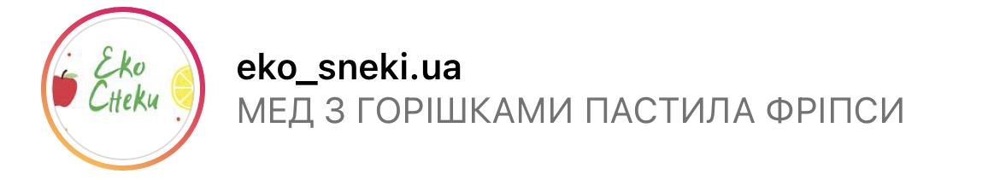 Еко
Снеки
eko_sneki.ua
МЕД З ГОРІШКАМИ ПАСТИЛА ФРІПСИ